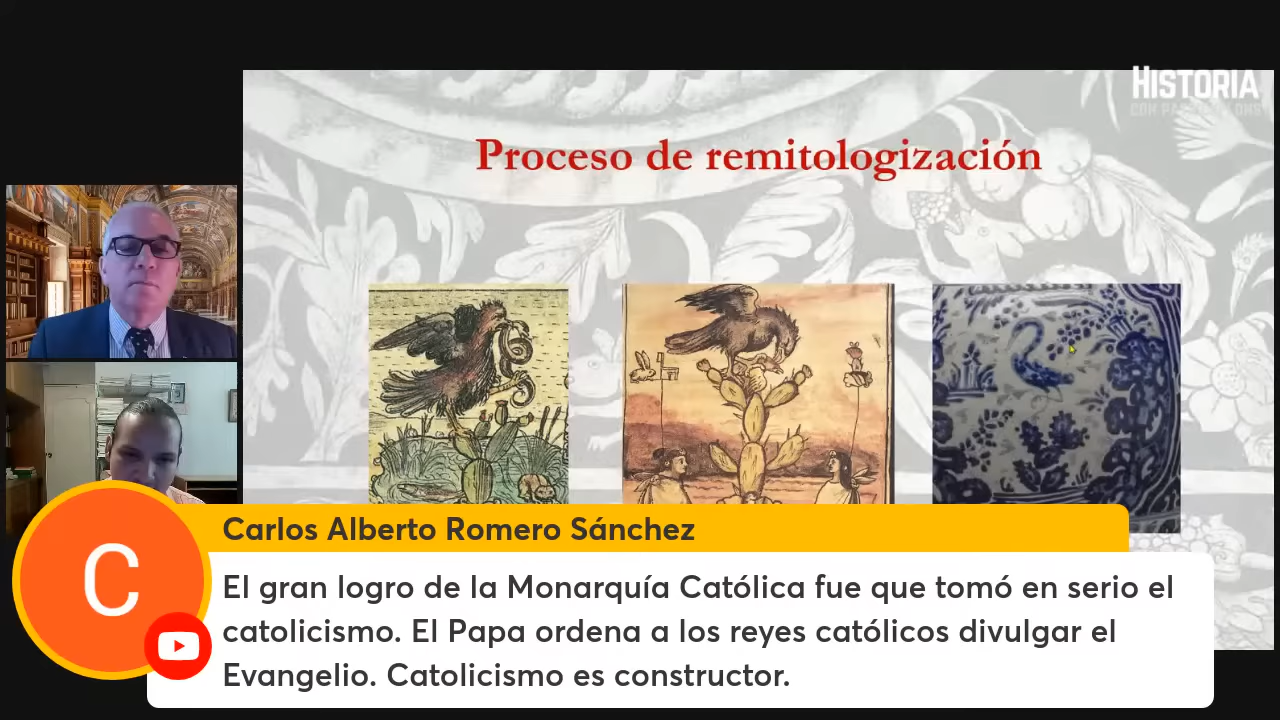 HISTORIA
Proceso de remitologización
Carlos Alberto Romero Sánchez
C
El gran logro de la Monarquía Católica fue que tomó en serio el
catolicismo. El Papa ordena a los reyes católicos divulgar el
Evangelio. Catolicismo es constructor.